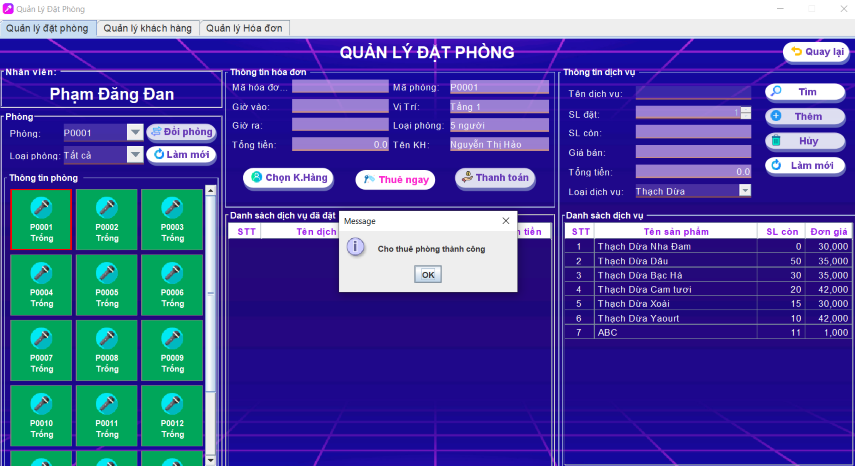 Quản Lý Đặt Phòng
Quản lý đặt phòng
Quản lý khách hàng
Quản lý Hóa đơn
QUẢN LÝ ĐẶT PHÒNG
Quay lại
Nhân viên:
Phạm Đăng Đan
Phòng
Phòng: P0001
Đổi phòng
Loại phòng: Tất cả
Làm mới
Thông tin phòng
P0001 P0002 P0003
Trống Trống Trống
P0004 P0005 P0006
Trống Trống Trống
P0007 P0008 P0009
Trống Trống Trống
P0010 P0011 P0012
Trống Trống Trống
Thông tin hóa đơn
Mã hóa đơ... Mã phòng: P0001
Giờ vào: Vị Trí: Tầng 1
Giờ ra: Loại phòng: 5 người
Tổng tiền: 0.0 Tên KH: Nguyễn Thị Hảo
Chọn K.Hàng
Thuê ngay
Thanh toán
Danh sách dịch vụ đã đặt
STT Tên dịch tiền
Message
Cho thuê phòng thành công
OK
Thông tin dịch vụ
Tên dịch vụ:
Tìm
SL đặt: 1
Thêm
SL còn:
Hủy
Giá bán:
Tổng tiền: 0.0
Làm mới
Loại dịch vụ: Thạch Dừa
Danh sách dịch vụ
STT Tên sản phẩm SL còn Đơn giá
1 Thạch Dừa Nha Đam 0 30,000
2 Thạch Dừa Dâu 50 35,000
3 Thạch Dừa Bạc Hà 30 35,000
4 Thạch Dừa Cam tươi 20 42,000
5 Thạch Dừa Xoài 15 30,000
6 Thạch Dừa Yaourt 10 42,000
7 ABC 11 1,000